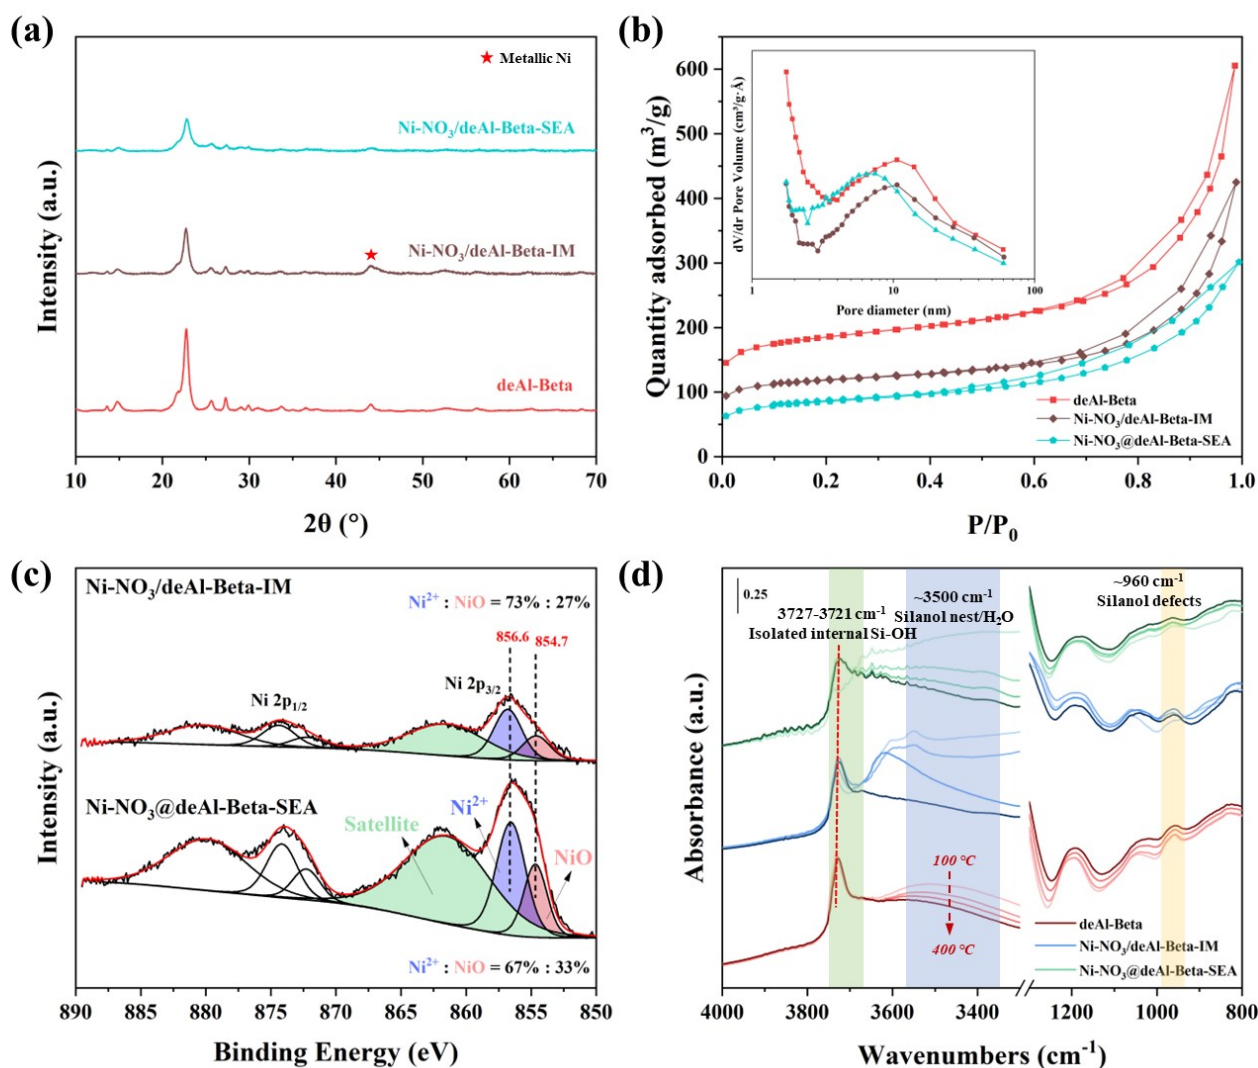 (a)
★ Metallic Ni
Ni-NO₃/deAl-Beta-SEA
Ni-NO₃/deAl-Beta-IM
deAl-Beta
Intensity (a.u.)
10 20 30 40 50 60 70
2θ (°)
(b)
600
500
400
300
200
100
0
Quantity adsorbed (m³/g)
dV/dr Pore Volume (cm³/g·Å)
1 10 100
Pore diameter (nm)
deAl-Beta
Ni-NO₃/deAl-Beta-IM
Ni-NO₃@deAl-Beta-SEA
0.0 0.2 0.4 0.6 0.8 1.0
P/P₀
(c)
Ni-NO₃/deAl-Beta-IM
Ni²⁺ : NiO = 73% : 27%
856.6 854.7
Ni 2p₁/₂
Ni 2p₃/₂
Ni-NO₃@deAl-Beta-SEA
Satellite
Ni²⁺
NiO
Ni²⁺ : NiO = 67% : 33%
Intensity (a.u.)
890 885 880 875 870 865 860 855 850
Binding Energy (eV)
(d)
0.25
3727-3721 cm⁻¹
Isolated internal Si-OH
~3500 cm⁻¹
Silanol nest/H₂O
~960 cm⁻¹
Silanol defects
100 °C
400 °C
deAl-Beta
Ni-NO₃/deAl-Beta-IM
Ni-NO₃@deAl-Beta-SEA
Absorbance (a.u.)
4000 3800 3600 3400 1200 1000 800
Wavenumbers (cm⁻¹)